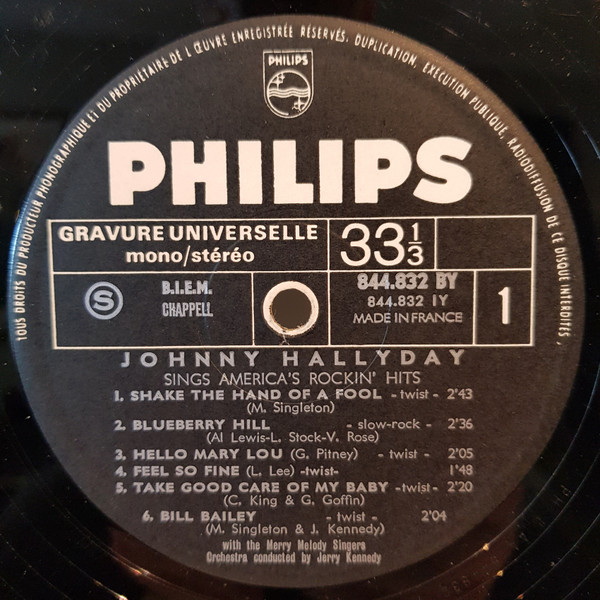 TOUS DROITS DU PRODUCTEUR PHONOGRAPHIQUE ET DU PROPRIÉTAIRE DE L'ŒUVRE ENREGISTRÉE RÉSERVÉS. DUPLICATION, EXÉCUTION PUBLIQUE, RADIODIFFUSION DE CE DISQUE INTERDITES.
PHILIPS
PHILIPS
GRAVURE UNIVERSELLE
mono/stéréo
33 1/3
S
B.I.E.M.
CHAPPELL
844.832 BY
844.832 IY
MADE IN FRANCE
1
JOHNNY HALLYDAY
SINGS AMERICA'S ROCKIN' HITS
1. SHAKE THE HAND OF A FOOL - twist - 2'43
(M. Singleton)
2. BLUEBERRY HILL - slow-rock - 2'36
(Al Lewis-L. Stock-V. Rose)
3. HELLO MARY LOU (G. Pitney) - twist - 2'05
4. FEEL SO FINE (L. Lee) -twist- 1'48
5. TAKE GOOD CARE OF MY BABY -twist- 2'20
(C. King & G. Goffin)
6. BILL BAILEY - twist - 2'04
(M. Singleton & J. Kennedy)
with the Merry Melody Singers
Orchestra conducted by Jerry Kennedy